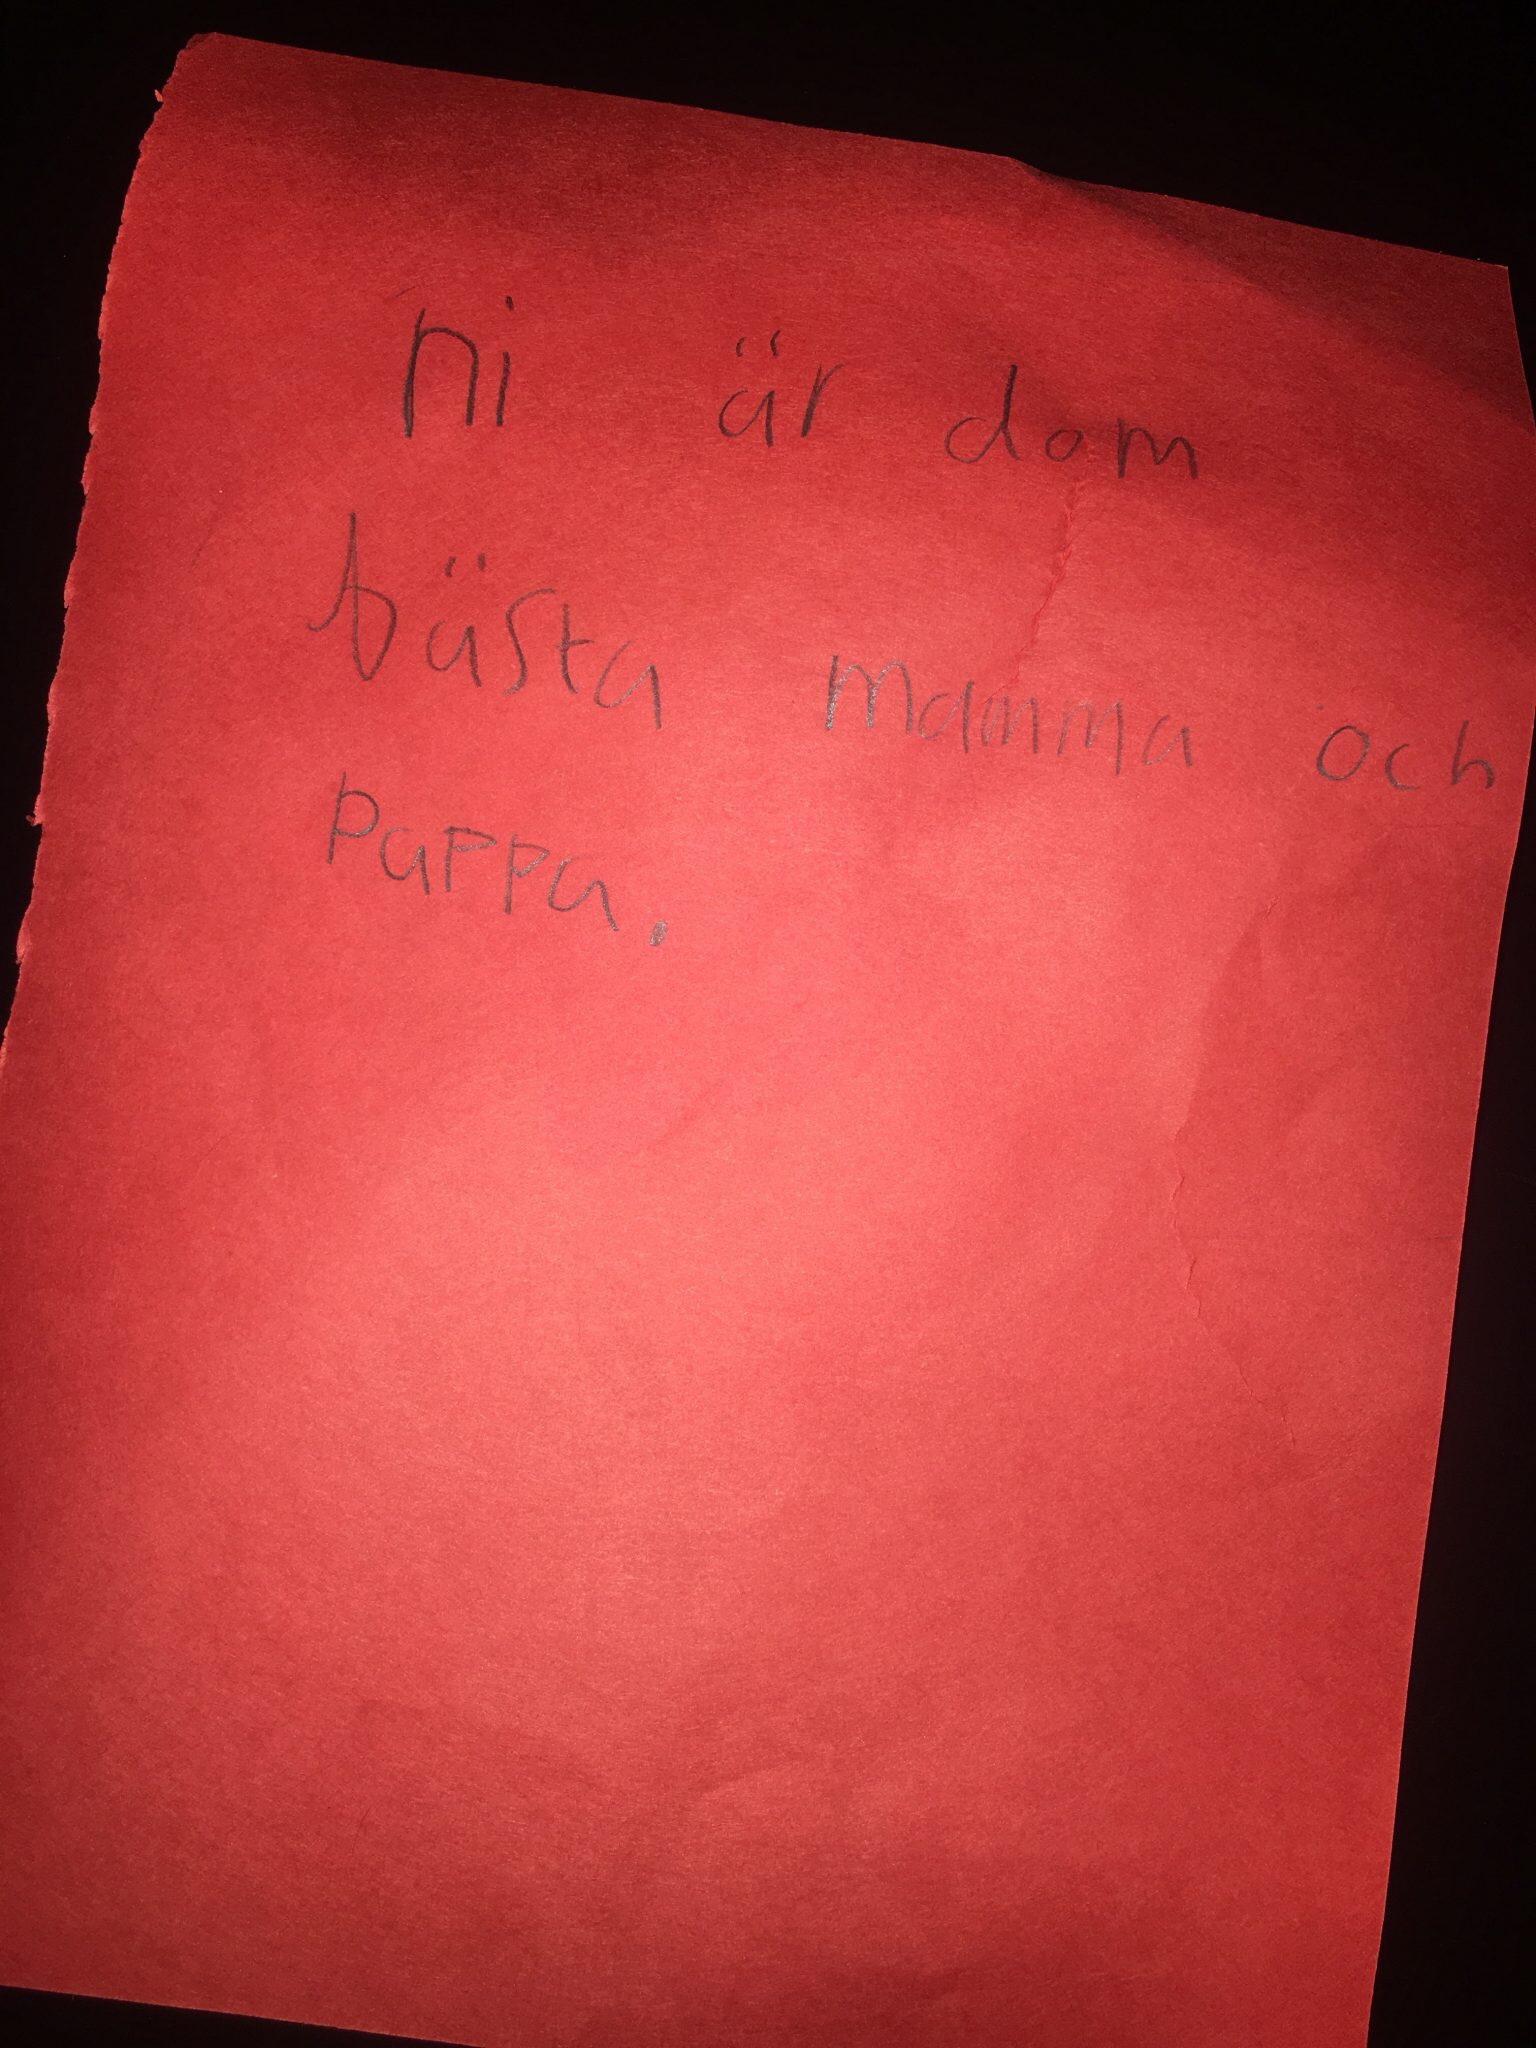 ni är dom
bästa mamma och
pappa.